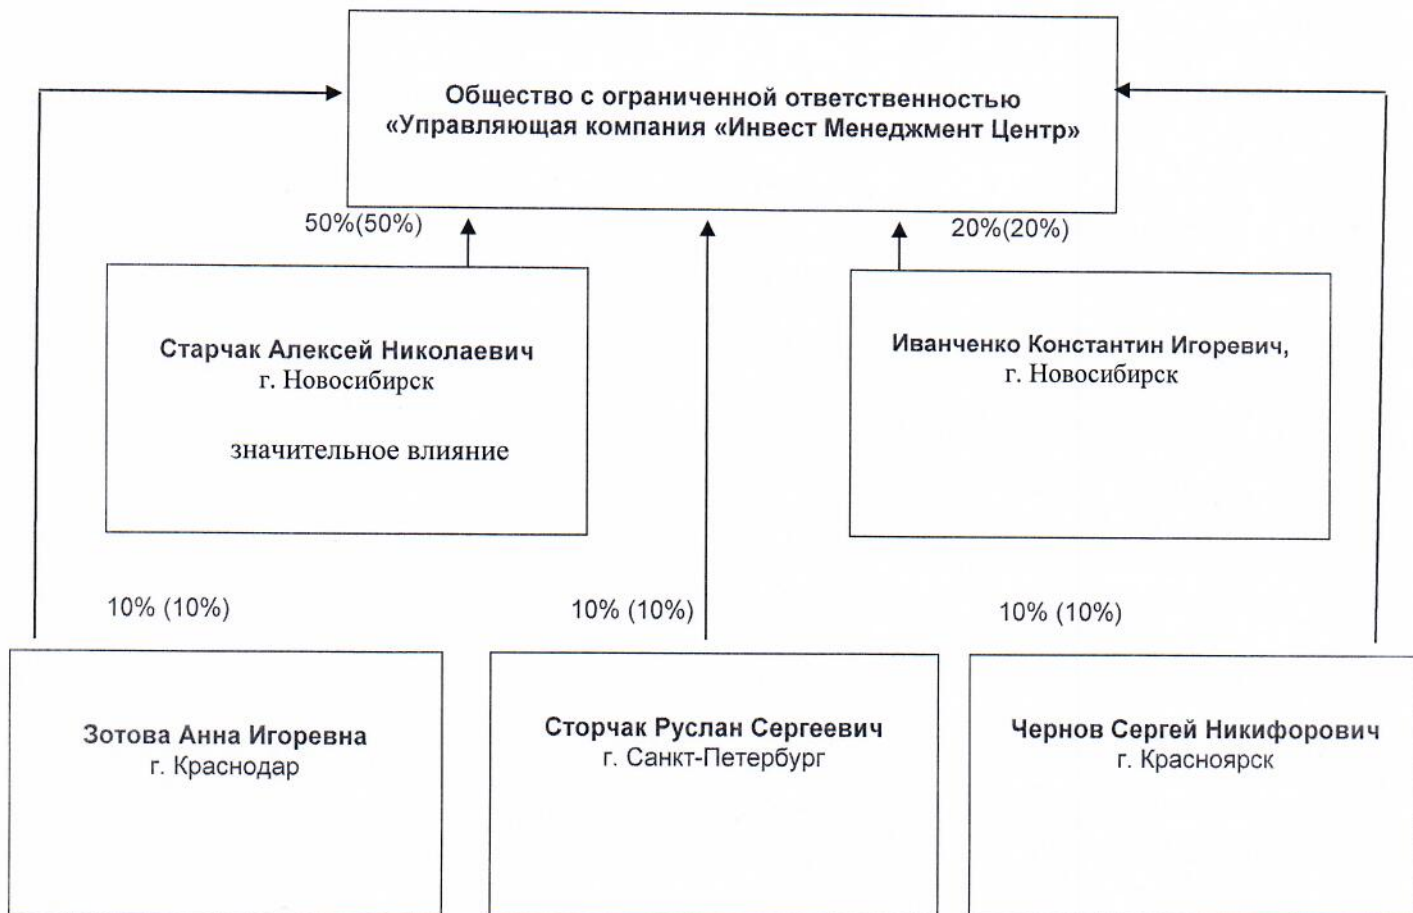 Общество с ограниченной ответственностью
«Управляющая компания «Инвест Менеджмент Центр»
50%(50%)
20%(20%)
Старчак Алексей Николаевич
г. Новосибирск
значительное влияние
Иванченко Константин Игоревич,
г. Новосибирск
10% (10%)
10% (10%)
10% (10%)
Зотова Анна Игоревна
г. Краснодар
Сторчак Руслан Сергеевич
г. Санкт-Петербург
Чернов Сергей Никифорович
г. Красноярск